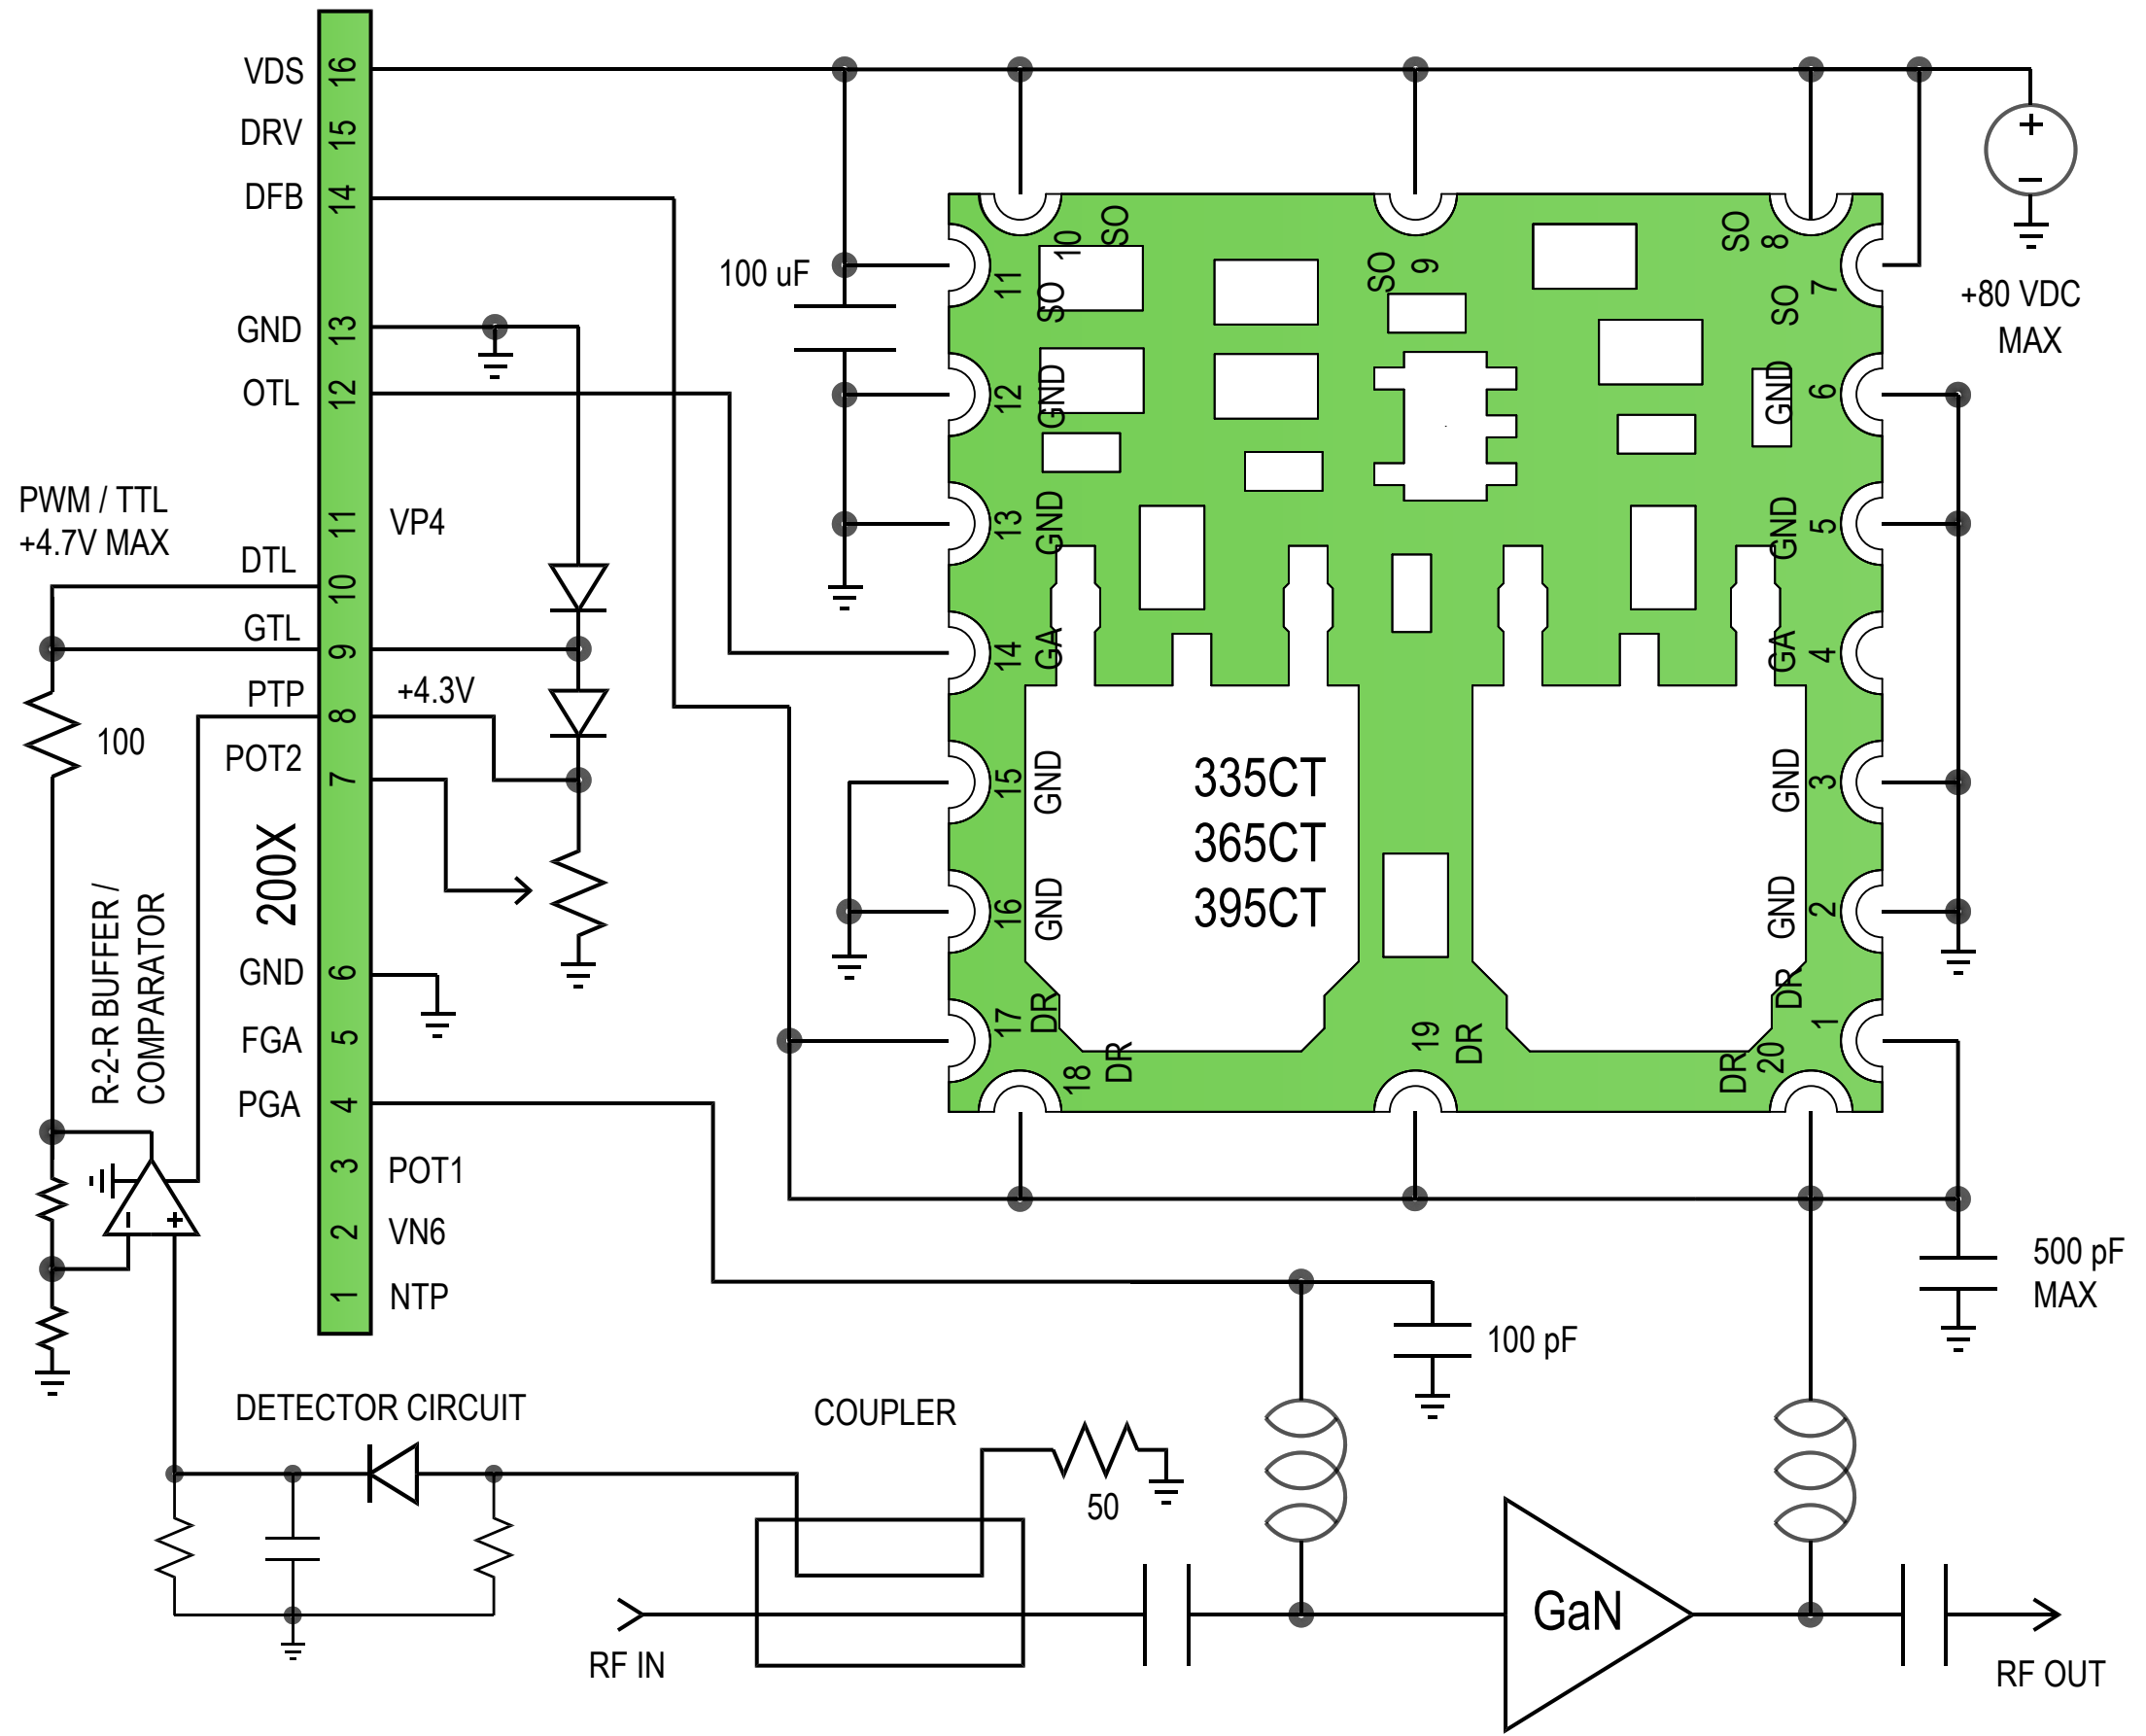 VDS 16
DRV 15
DFB 14
GND 13
OTL 12
11 VP4
PWM / TTL
+4.7V MAX
DTL 10
GTL 9
PTP 8 +4.3V
POT2 7
100
200X
R-2-R BUFFER /
COMPARATOR
GND 6
FGA 5
PGA 4
3 POT1
2 VN6
1 NTP
- +
100 uF
10 SO
SO 9
SO 8
11 SO
SO 7
12 GND
GND 6
13 GND
GND 5
14 GA
GA 4
15 GND
GND 3
16 GND
GND 2
17 DR
DR 1
18 DR
19 DR
DR 20
335CT
365CT
395CT
+
-
+80 VDC
MAX
500 pF
MAX
100 pF
DETECTOR CIRCUIT
COUPLER
50
GaN
RF IN
RF OUT